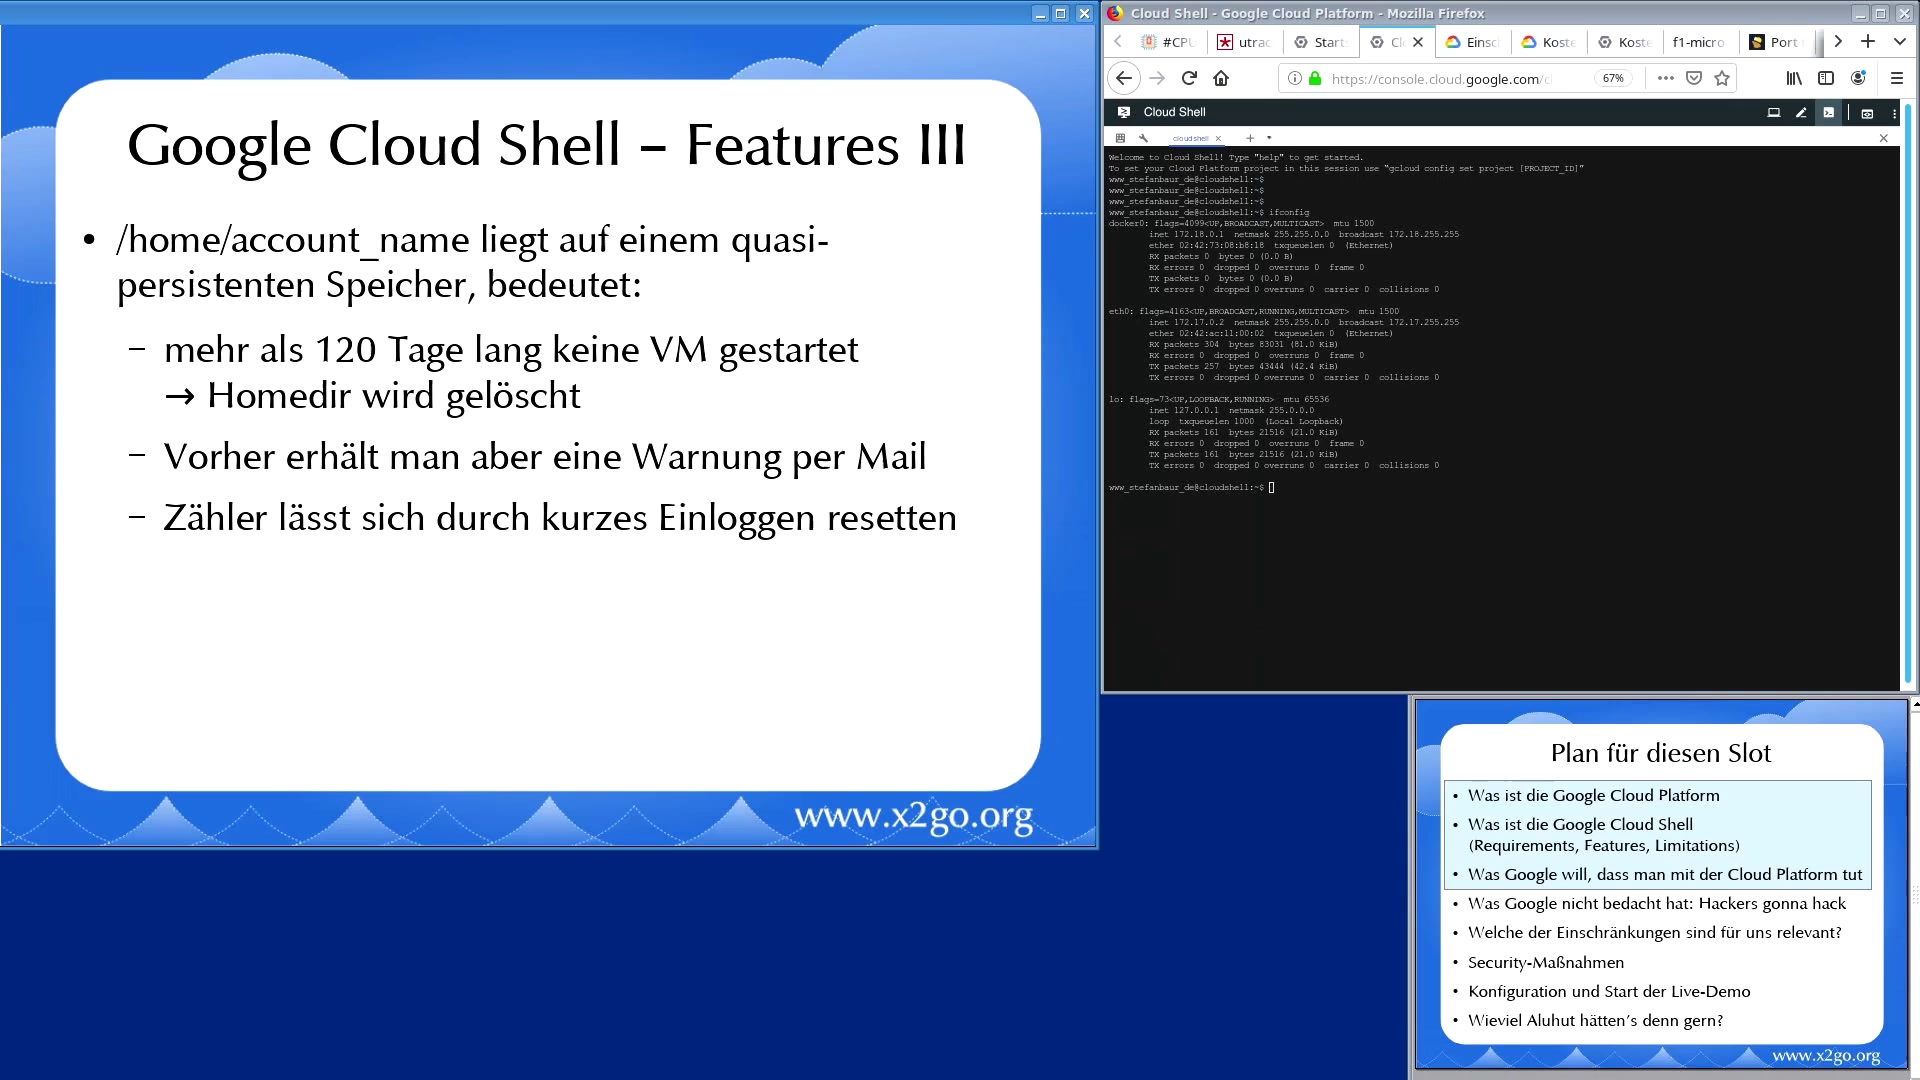 Google Cloud Shell – Features III
• /home/account_name liegt auf einem quasi-
persistenten Speicher, bedeutet:
– mehr als 120 Tage lang keine VM gestartet
→ Homedir wird gelöscht
– Vorher erhält man aber eine Warnung per Mail
– Zähler lässt sich durch kurzes Einloggen resetten
www.x2go.org
Cloud Shell - Google Cloud Platform - Mozilla Firefox
#CPU utrac Starts Einsc Koste Koste f1-micro Port
https://console.cloud.google.com/c 67%
Cloud Shell
cloudshell
Welcome to Cloud Shell! Type "help" to get started.
To set your Cloud Platform project in this session use "gcloud config set project [PROJECT_ID]"
www_stefanbaur_de@cloudshell:~$
www_stefanbaur_de@cloudshell:~$
www_stefanbaur_de@cloudshell:~$
www_stefanbaur_de@cloudshell:~$ ifconfig
docker0: flags=4099<UP,BROADCAST,MULTICAST>  mtu 1500
inet 172.18.0.1  netmask 255.255.0.0  broadcast 172.18.255.255
ether 02:42:73:08:b8:18  txqueuelen 0  (Ethernet)
RX packets 0  bytes 0 (0.0 B)
RX errors 0  dropped 0  overruns 0  frame 0
TX packets 0  bytes 0 (0.0 B)
TX errors 0  dropped 0 overruns 0  carrier 0  collisions 0
eth0: flags=4163<UP,BROADCAST,RUNNING,MULTICAST>  mtu 1500
inet 172.17.0.2  netmask 255.255.0.0  broadcast 172.17.255.255
ether 02:42:ac:11:00:02  txqueuelen 0  (Ethernet)
RX packets 304  bytes 83031 (81.0 KiB)
RX errors 0  dropped 0  overruns 0  frame 0
TX packets 257  bytes 43444 (42.4 KiB)
TX errors 0  dropped 0 overruns 0  carrier 0  collisions 0
lo: flags=73<UP,LOOPBACK,RUNNING>  mtu 65536
inet 127.0.0.1  netmask 255.0.0.0
loop  txqueuelen 1000  (Local Loopback)
RX packets 161  bytes 21516 (21.0 KiB)
RX errors 0  dropped 0  overruns 0  frame 0
TX packets 161  bytes 21516 (21.0 KiB)
TX errors 0  dropped 0 overruns 0  carrier 0  collisions 0
www_stefanbaur_de@cloudshell:~$
Plan für diesen Slot
• Was ist die Google Cloud Platform
• Was ist die Google Cloud Shell
(Requirements, Features, Limitations)
• Was Google will, dass man mit der Cloud Platform tut
• Was Google nicht bedacht hat: Hackers gonna hack
• Welche der Einschränkungen sind für uns relevant?
• Security-Maßnahmen
• Konfiguration und Start der Live-Demo
• Wieviel Aluhut hätten's denn gern?
www.x2go.org